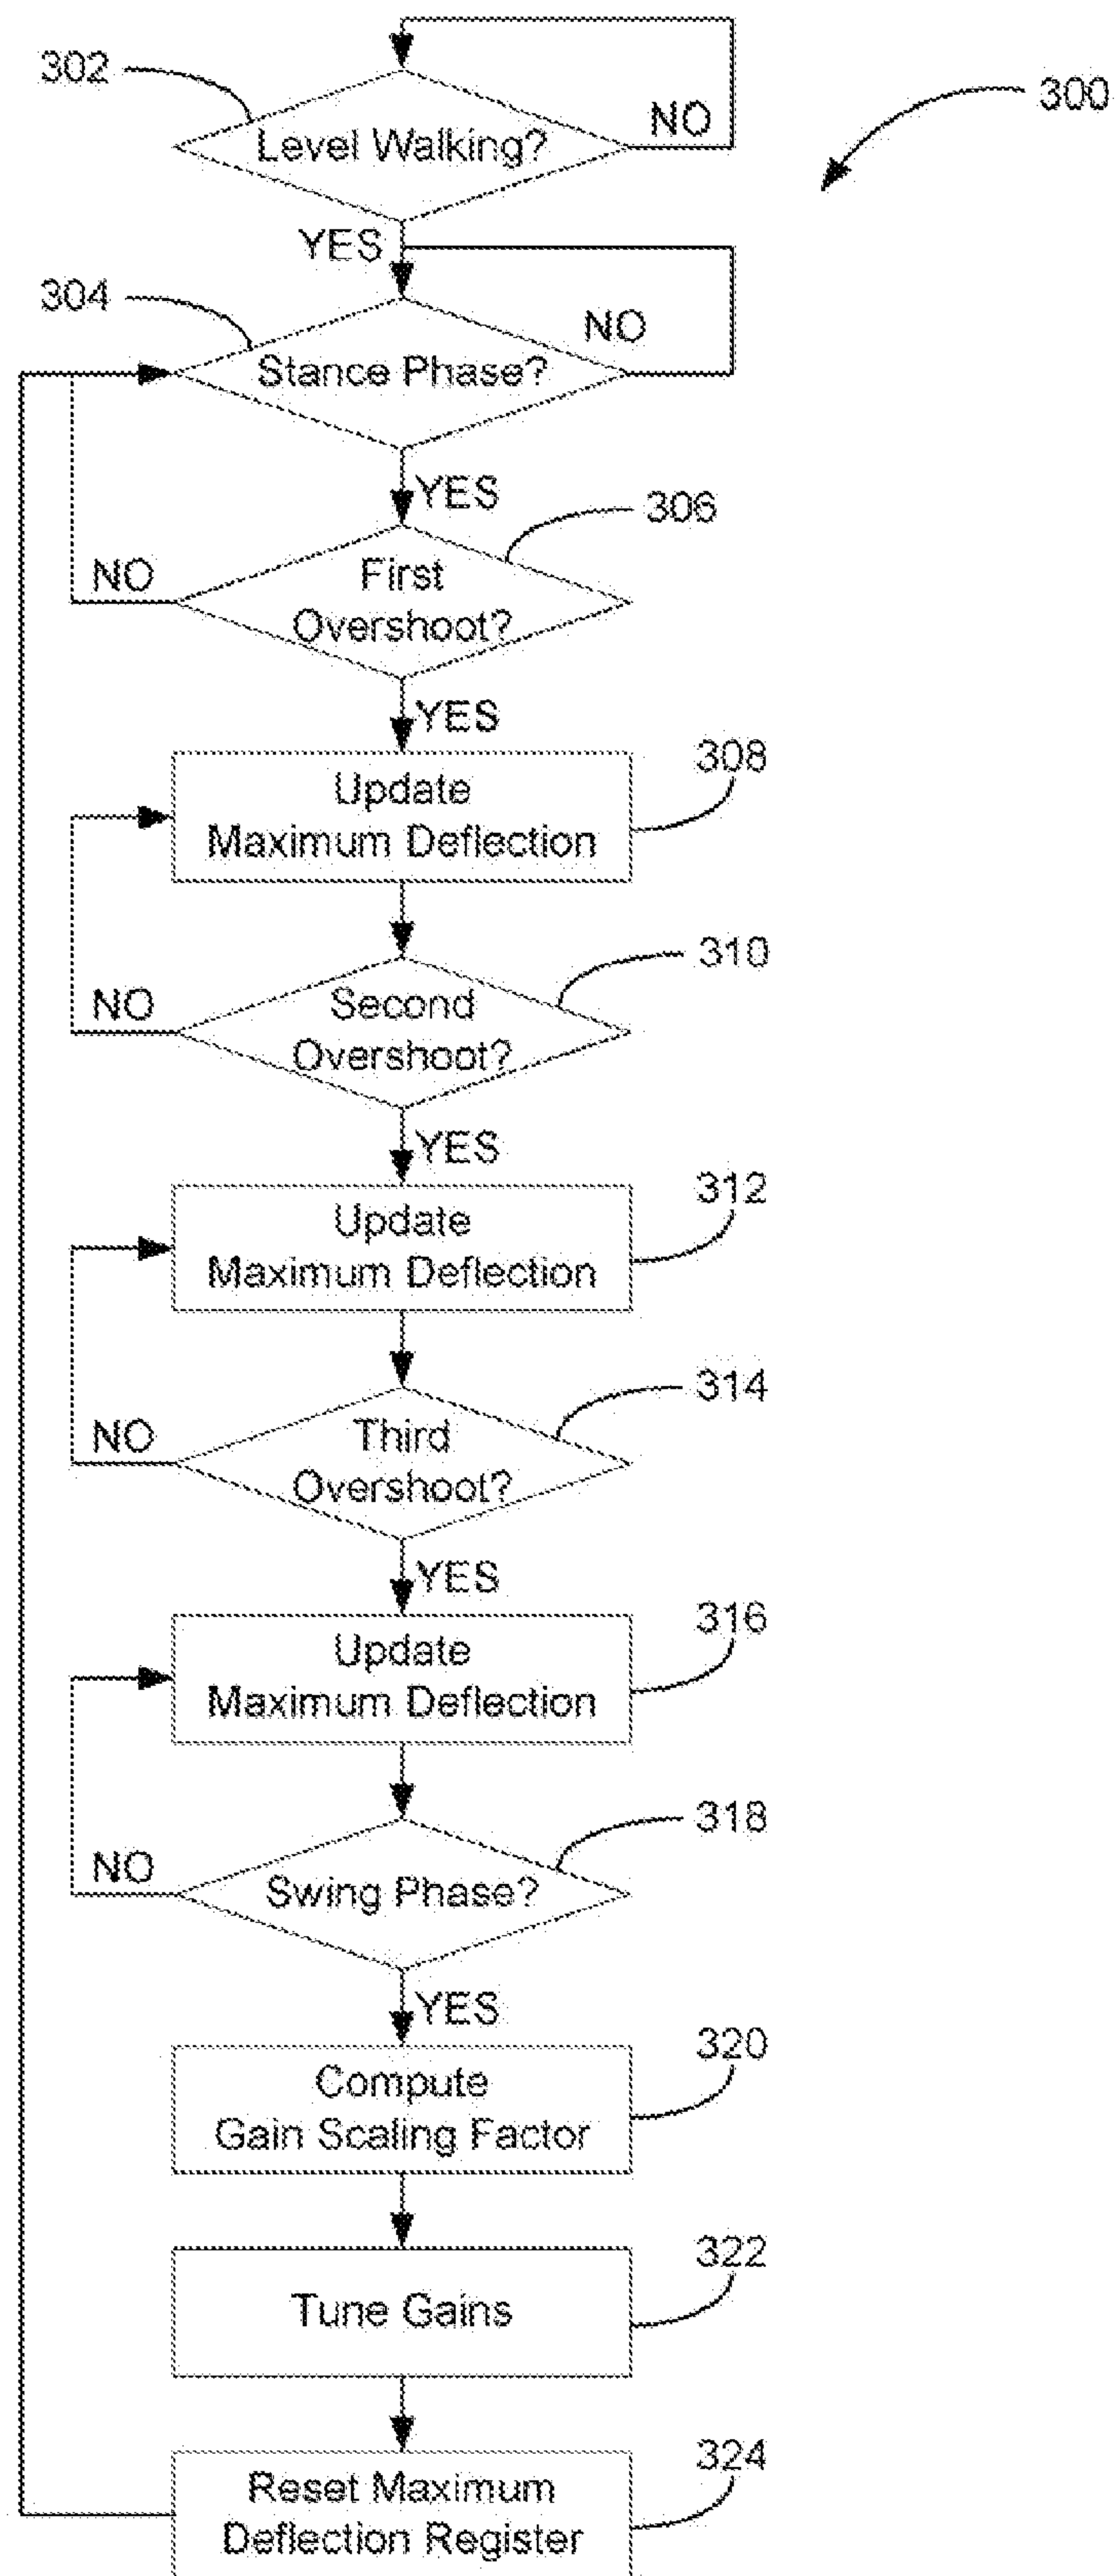 302
Level Walking?
NO
300
YES
304
NO
Stance Phase?
YES
306
NO
First
Overshoot?
YES
308
Update
Maximum Deflection
310
NO
Second
Overshoot?
YES
312
Update
Maximum Deflection
314
NO
Third
Overshoot?
YES
316
Update
Maximum Deflection
318
NO
Swing Phase?
YES
320
Compute
Gain Scaling Factor
322
Tune Gains
324
Reset Maximum
Deflection Register